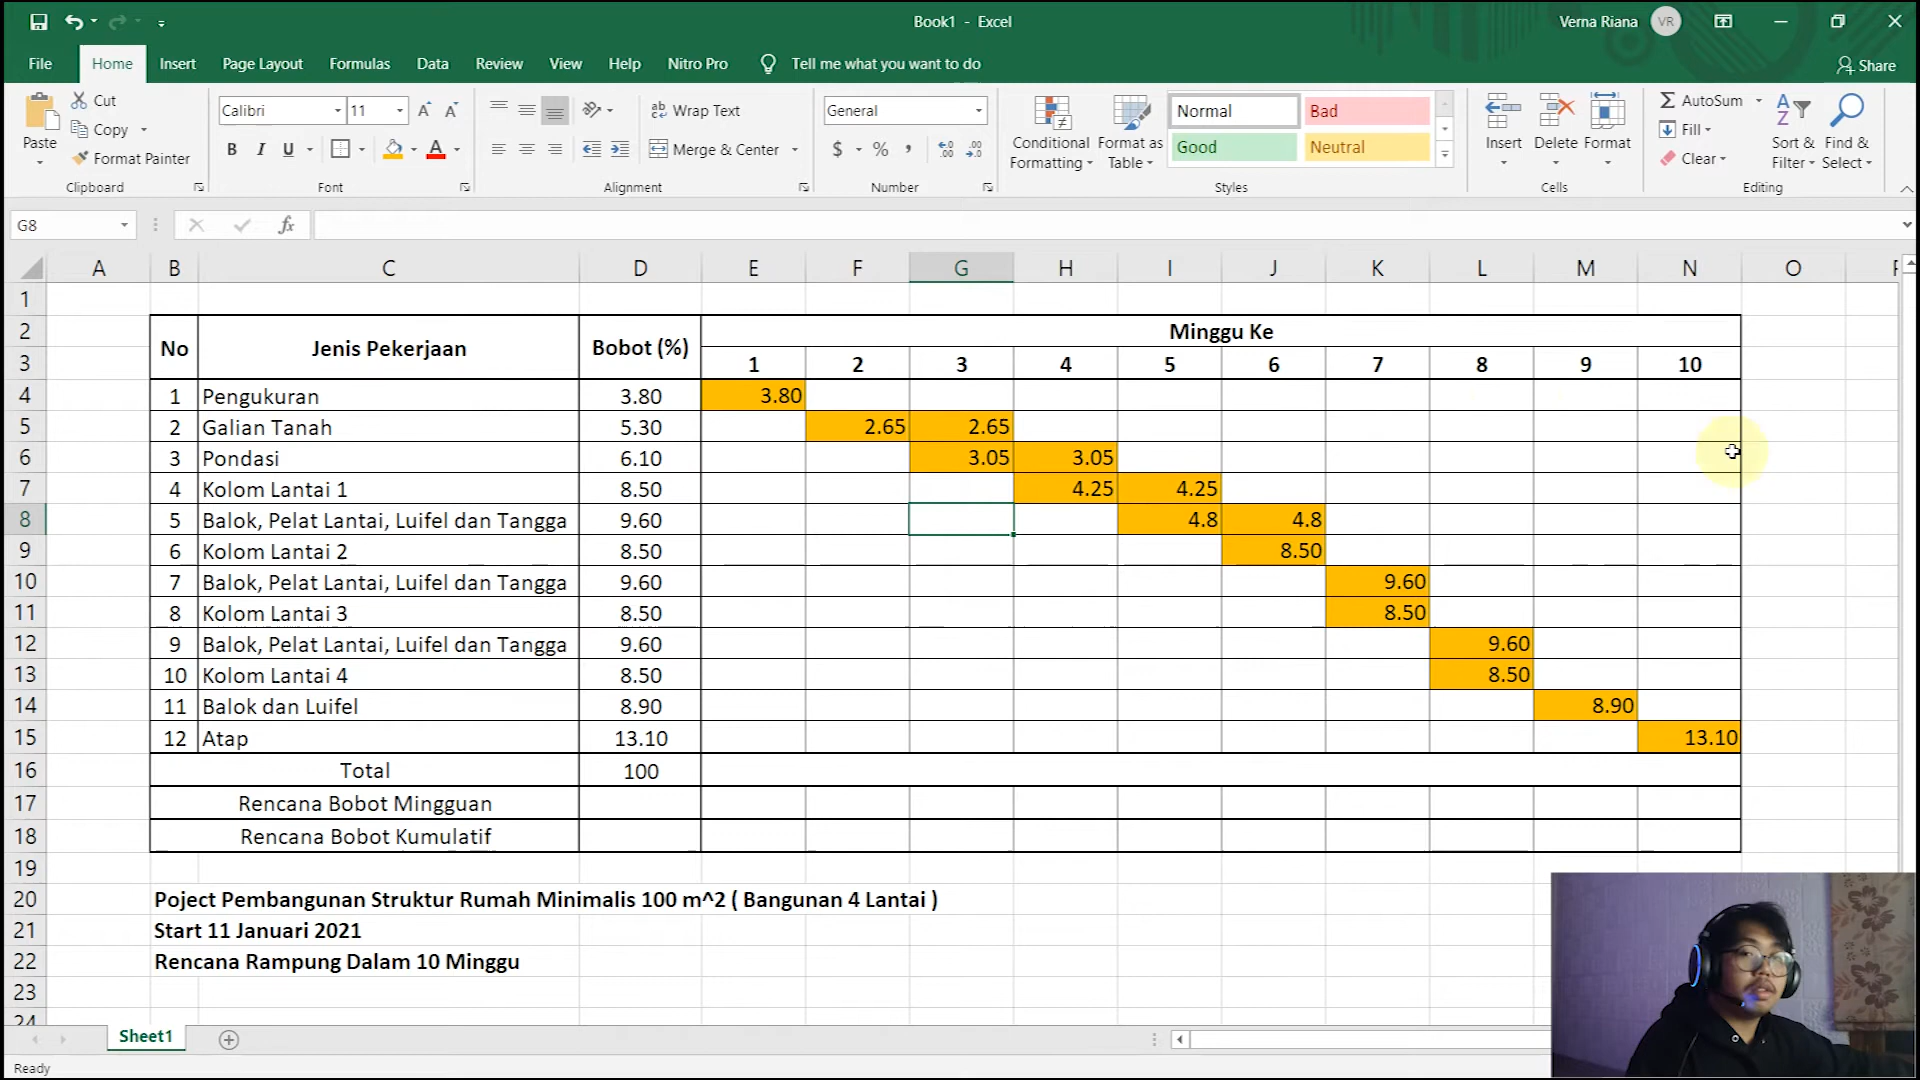 Book1 - Excel
Verna Riana VR
File Home Insert Page Layout Formulas Data Review View Help Nitro Pro Tell me what you want to do Share
Paste
Cut
Copy
Format Painter
Clipboard
Calibri 11
B I U A
Font
Wrap Text
Merge & Center
Alignment
General
$ % ,
Number
Conditional Formatting
Format as Table
Normal Bad
Good Neutral
Styles
Insert Delete Format
Cells
AutoSum
Fill
Clear
Sort & Filter
Find & Select
Editing
G8 fx
A B C D E F G H I J K L M N O
1
2 No Jenis Pekerjaan Bobot (%) Minggu Ke
3 1 2 3 4 5 6 7 8 9 10
4 1 Pengukuran 3.80 3.80
5 2 Galian Tanah 5.30 2.65 2.65
6 3 Pondasi 6.10 3.05 3.05
7 4 Kolom Lantai 1 8.50 4.25 4.25
8 5 Balok, Pelat Lantai, Luifel dan Tangga 9.60 4.8 4.8
9 6 Kolom Lantai 2 8.50 8.50
10 7 Balok, Pelat Lantai, Luifel dan Tangga 9.60 9.60
11 8 Kolom Lantai 3 8.50 8.50
12 9 Balok, Pelat Lantai, Luifel dan Tangga 9.60 9.60
13 10 Kolom Lantai 4 8.50 8.50
14 11 Balok dan Luifel 8.90 8.90
15 12 Atap 13.10 13.10
16 Total 100
17 Rencana Bobot Mingguan
18 Rencana Bobot Kumulatif
19
20 Poject Pembangunan Struktur Rumah Minimalis 100 m^2 ( Bangunan 4 Lantai )
21 Start 11 Januari 2021
22 Rencana Rampung Dalam 10 Minggu
23
24
Sheet1
Ready